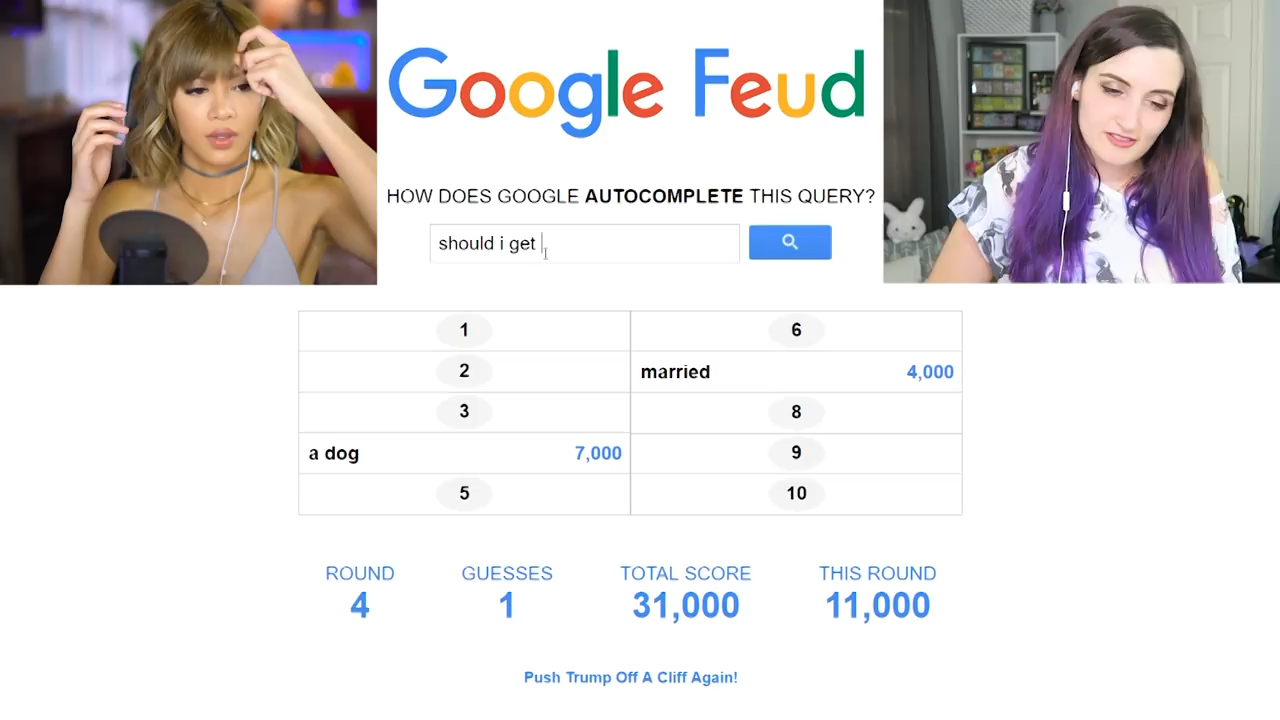 Google Feud
HOW DOES GOOGLE AUTOCOMPLETE THIS QUERY?
should i get
1
2
3
a dog 7,000
5
6
married 4,000
8
9
10
ROUND GUESSES TOTAL SCORE THIS ROUND
4 1 31,000 11,000
Push Trump Off A Cliff Again!